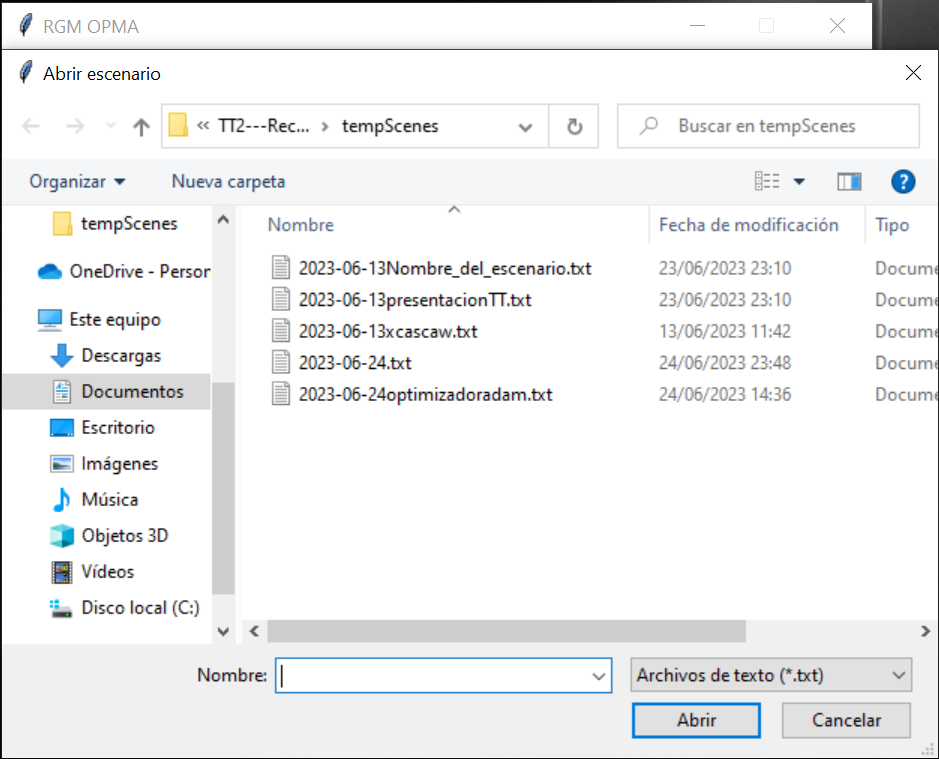 RGM OPMA
Abrir escenario
« TT2---Rec... › tempScenes
Buscar en tempScenes
Organizar
Nueva carpeta
?
tempScenes
OneDrive - Person
Este equipo
Descargas
Documentos
Escritorio
Imágenes
Música
Objetos 3D
Vídeos
Disco local (C:)
Nombre Fecha de modificación Tipo
2023-06-13Nombre_del_escenario.txt 23/06/2023 23:10 Docume
2023-06-13presentacionTT.txt 23/06/2023 23:10 Docume
2023-06-13xcascaw.txt 13/06/2023 11:42 Docume
2023-06-24.txt 24/06/2023 23:48 Docume
2023-06-24optimizadoradam.txt 24/06/2023 14:36 Docume
Nombre:
Archivos de texto (*.txt)
Abrir
Cancelar